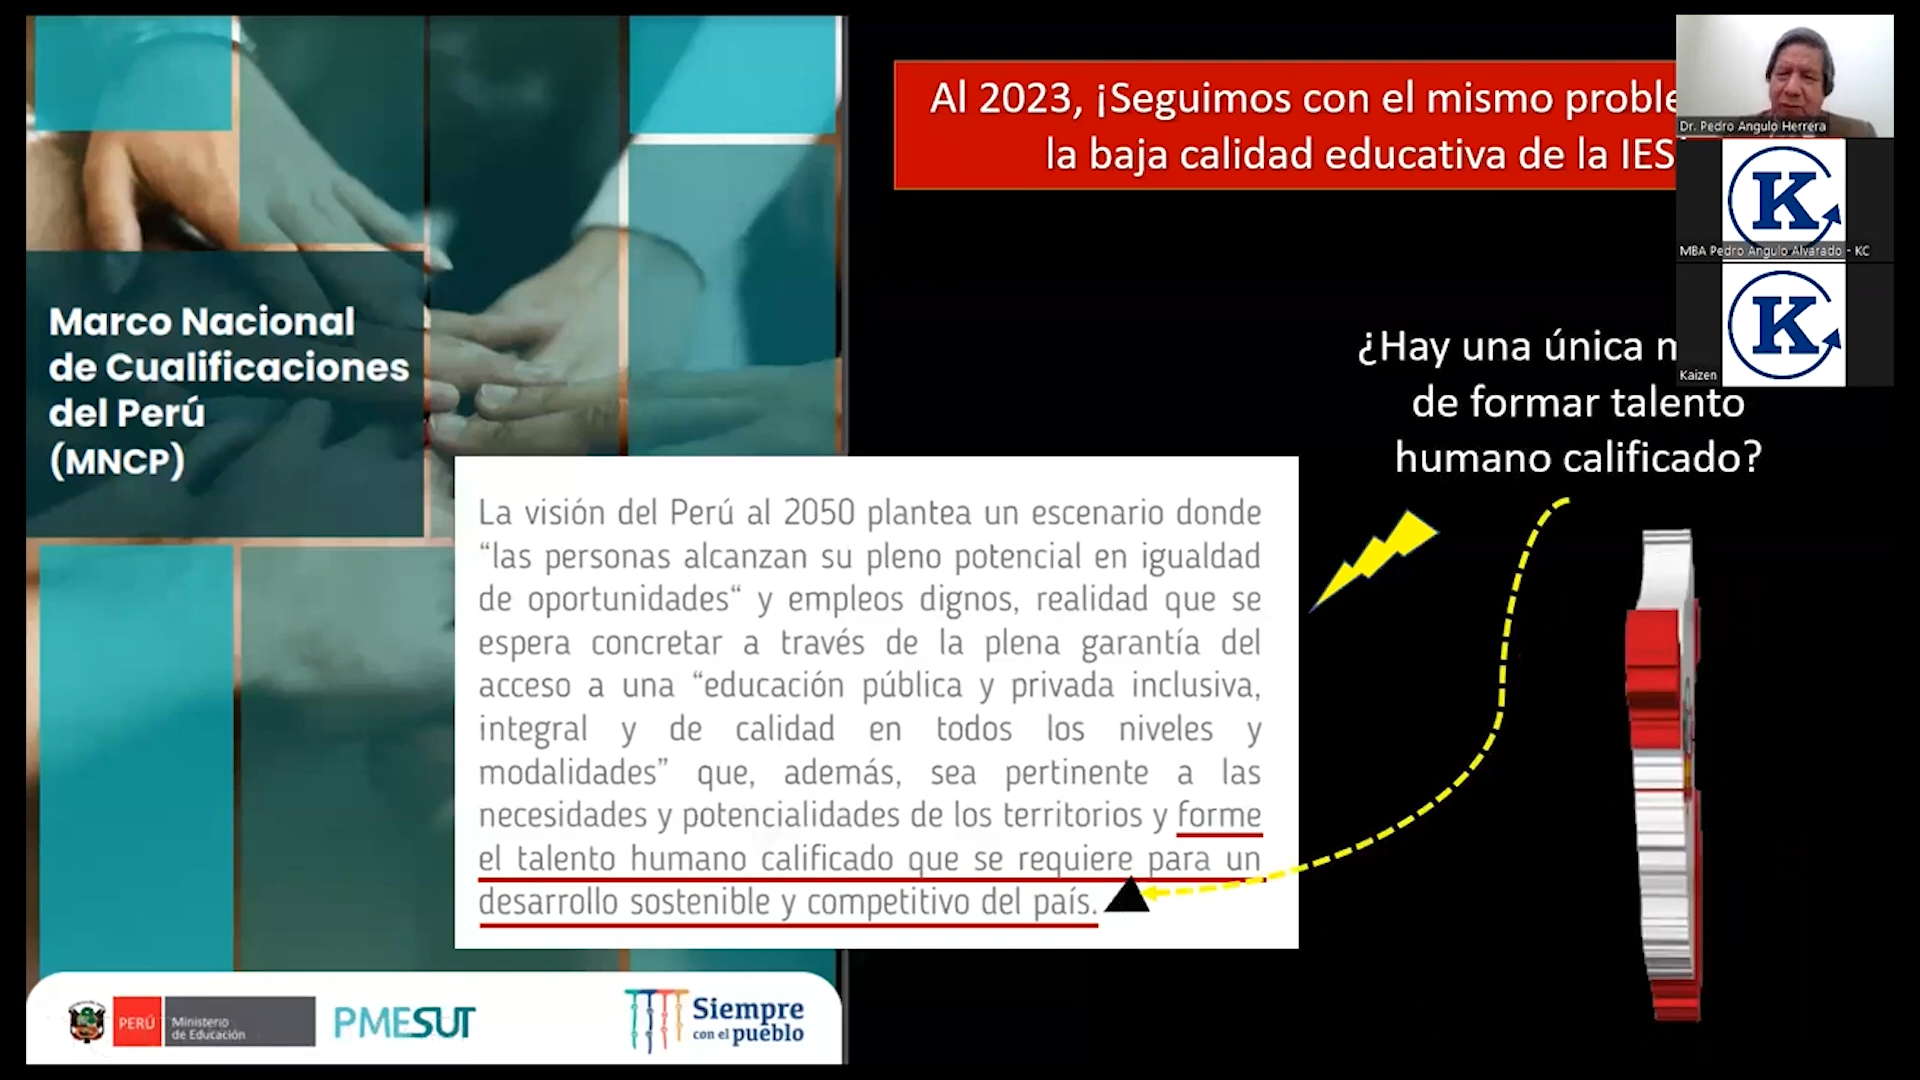 Al 2023, ¡Seguimos con el mismo
la baja calidad educativa de la IES
Dr. Pedro Angulo Herrera
K
MBA Pedro Angulo Alvarado - KC
K
Kaizen
Marco Nacional
de Cualificaciones
del Perú
(MNCP)
¿Hay una única
de formar talento
humano calificado?
La visión del Perú al 2050 plantea un escenario donde
“las personas alcanzan su pleno potencial en igualdad
de oportunidades“ y empleos dignos, realidad que se
espera concretar a través de la plena garantía del
acceso a una “educación pública y privada inclusiva,
integral y de calidad en todos los niveles y
modalidades” que, además, sea pertinente a las
necesidades y potencialidades de los territorios y forme
el talento humano calificado que se requiere para un
desarrollo sostenible y competitivo del país.
PERÚ
Ministerio
de Educación
PMESUT
Siempre
con el pueblo